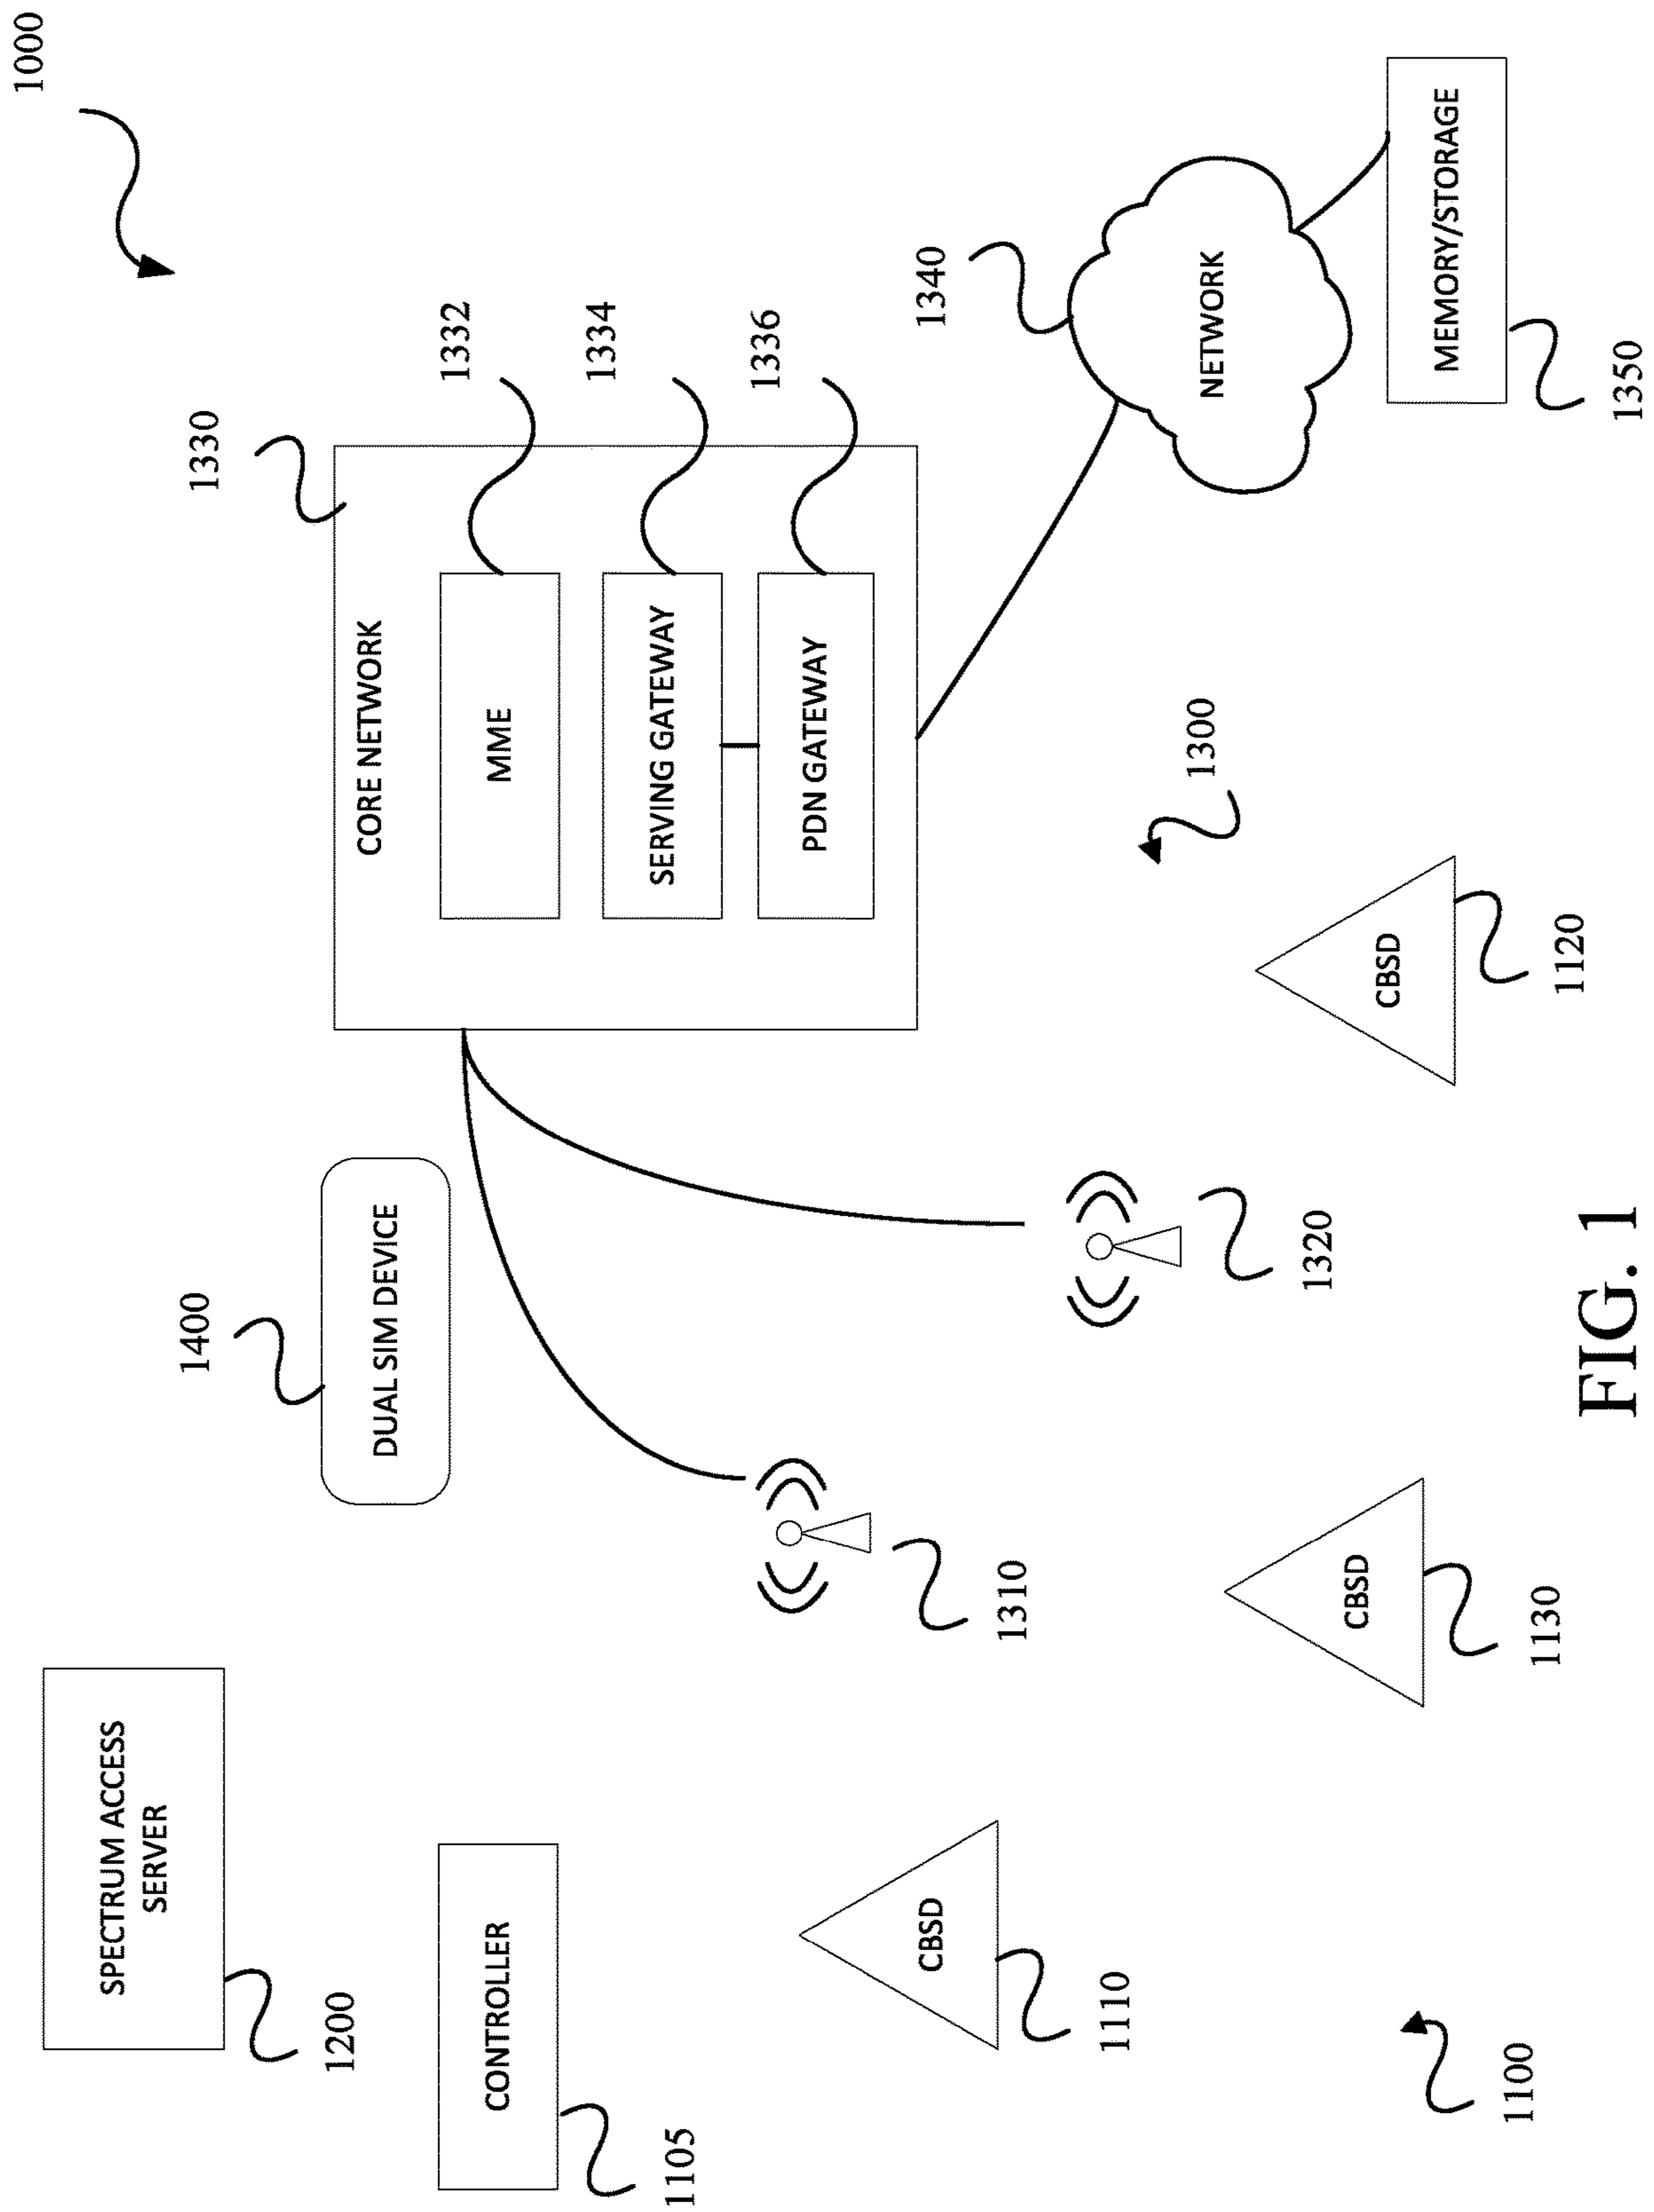 1000
SPECTRUM ACCESS
SERVER
1200
1400
DUAL SIM DEVICE
1330
CORE NETWORK
MME
1332
SERVING GATEWAY
1334
PDN GATEWAY
1336
CONTROLLER
1105
1310
1320
1340
NETWORK
MEMORY/STORAGE
1350
1300
CBSD
1110
CBSD
1130
CBSD
1120
1100
FIG. 1